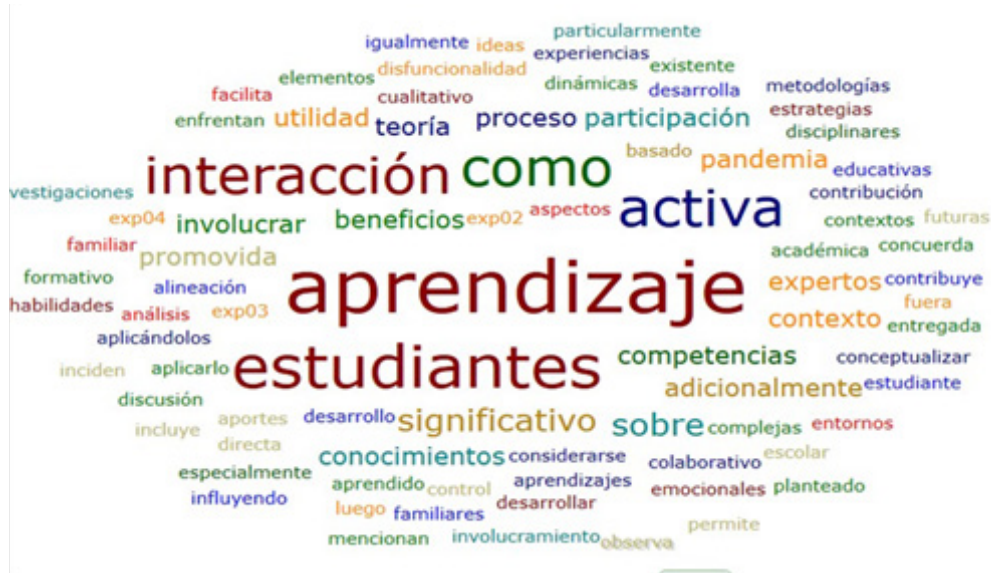 particularmente
igualmente ideas experiencias
elementos disfuncionalidad dinámicas existente
facilita cualitativo desarrolla metodologías
enfrentan utilidad teoría proceso participación estrategias
disciplinares
interacción como basado pandemia educativas
vestigaciones activa contribución
exp04 involucrar beneficios exp02 aspectos contextos futuras
familiar promovida académica concuerda
formativo alineación aprendizaje expertos contribuye
habilidades análisis exp03 contexto fuera
aplicándolos entregada
inciden aplicarlo estudiantes competencias conceptualizar
discusión adicionalmente estudiante
incluye aportes desarrollo significativo sobre complejas entornos
directa
especialmente conocimientos considerarse colaborativo escolar
influyendo aprendido control aprendizajes emocionales planteado
luego familiares desarrollar
mencionan involucramiento observa permite